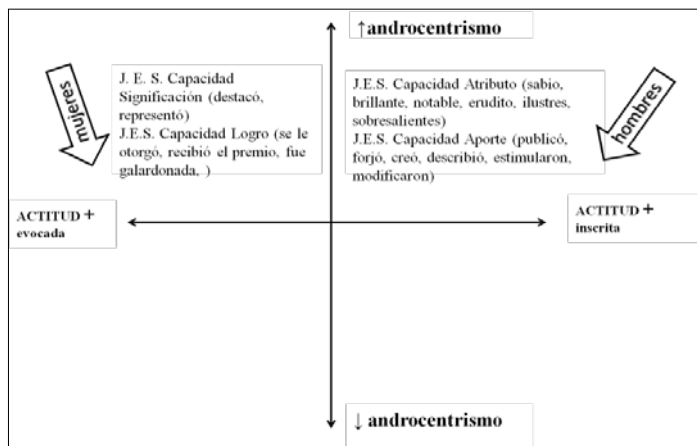 ↑androcentrismo
mujeres
J. E. S. Capacidad
Significación (destacó,
representó)
J.E.S. Capacidad Logro (se le
otorgó, recibió el premio, fue
galardonada, )
J.E.S. Capacidad Atributo (sabio,
brillante, notable, erudito, ilustres,
sobresalientes)
J.E.S. Capacidad Aporte (publicó,
forjó, creó, describió, estimularon,
modificaron)
hombres
ACTITUD +
evocada
ACTITUD +
inscrita
↓ androcentrismo